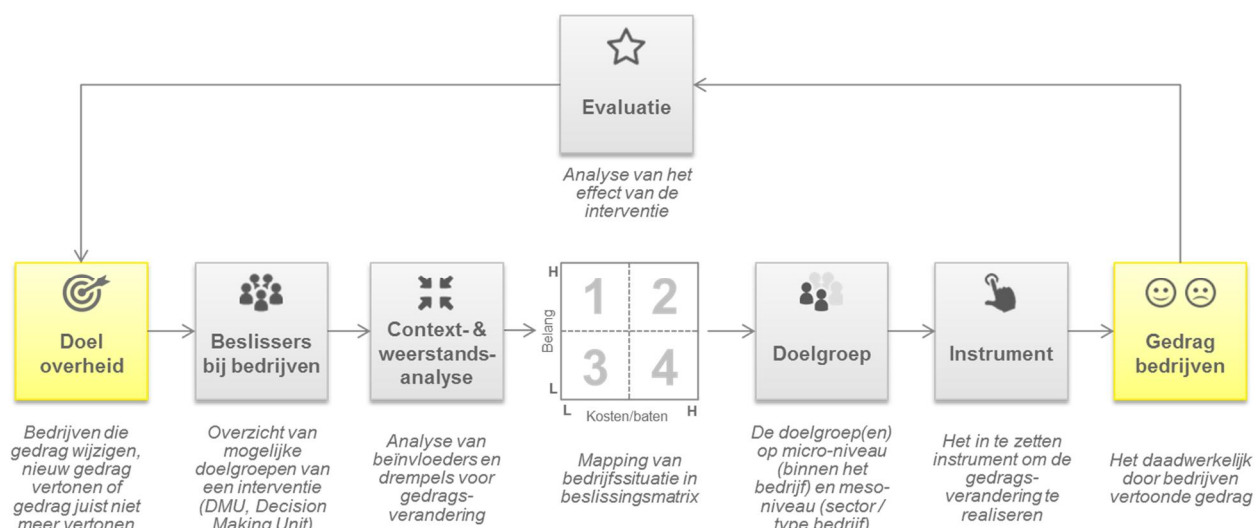 Evaluatie
Analyse van het
effect van de
interventie
Doel
overheid
Bedrijven die
gedrag wijzigen,
nieuw gedrag
vertonen of
gedrag juist niet
meer vertonen
Beslissers
bij bedrijven
Overzicht van
mogelijke
doelgroepen van
een interventie
(DMU, Decision
Making Unit)
Context- &
weerstands-
analyse
Analyse van
beïnvloeders en
drempels voor
gedrags-
verandering
H
Belang
L
1 2
3 4
L Kosten/baten H
Mapping van
bedrijfssituatie in
beslissingsmatrix
Doelgroep
De doelgroep(en)
op micro-niveau
(binnen het
bedrijf) en meso-
niveau (sector /
type bedrijf)
Instrument
Het in te zetten
instrument om de
gedrags-
verandering te
realiseren
Gedrag
bedrijven
Het daadwerkelijk
door bedrijven
vertoonde gedrag